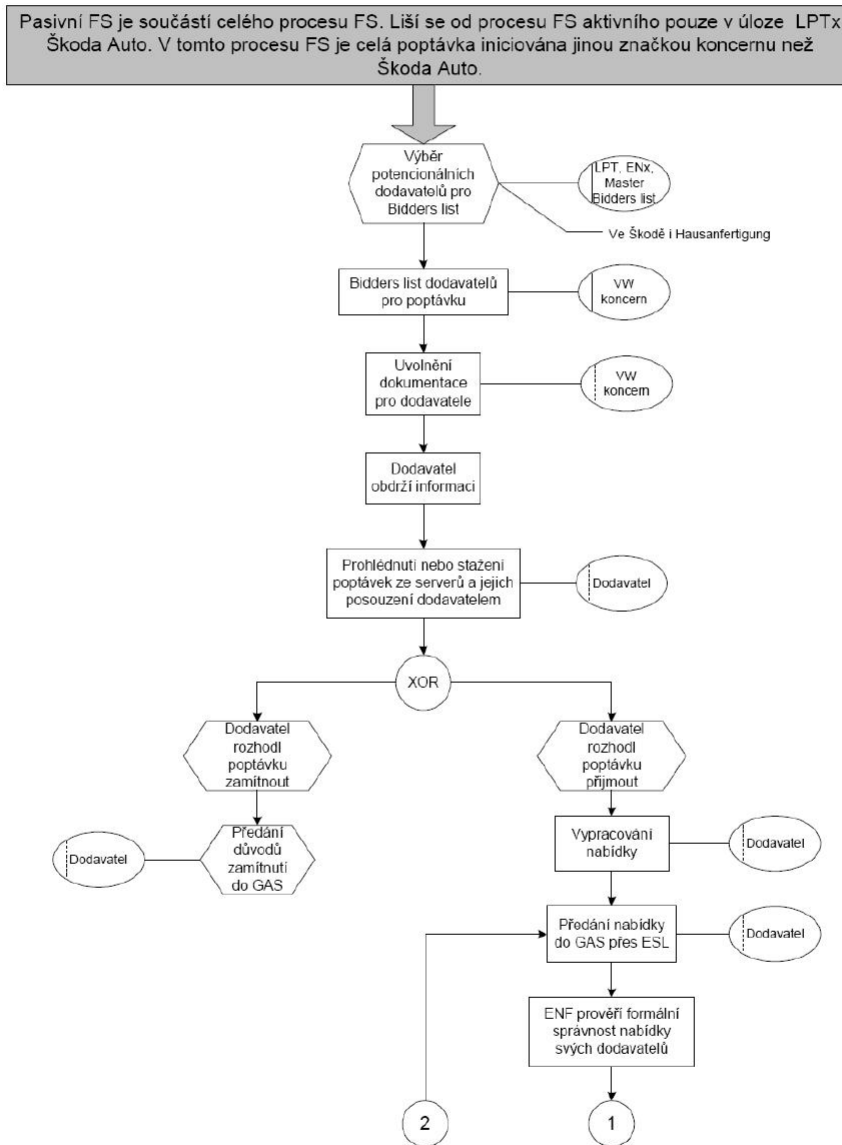 Pasivní FS je součástí celého procesu FS. Liší se od procesu FS aktivního pouze v úloze LPTx
Škoda Auto. V tomto procesu FS je celá poptávka iniciována jinou značkou koncernu než
Škoda Auto.
Výběr
potencionálních
dodavatelů pro
Bidders list
LPT, ENx,
Master
Bidders list
Ve Škodě i Hausanfertigung
Bidders list dodavatelů
pro poptávku
VW
koncern
Uvolnění
dokumentace
pro dodavatele
VW
koncern
Dodavatel
obdrží informaci
Prohlédnutí nebo stažení
poptávek ze serverů a jejich
posouzení dodavatelem
Dodavatel
XOR
Dodavatel
rozhodl
poptávku
zamítnout
Dodavatel
rozhodl
poptávku
přijmout
Dodavatel
Předání
důvodů
zamítnutí
do GAS
Vypracování
nabídky
Dodavatel
Předání nabídky
do GAS přes ESL
Dodavatel
ENF prověří formální
správnost nabídky
svých dodavatelů
2
1